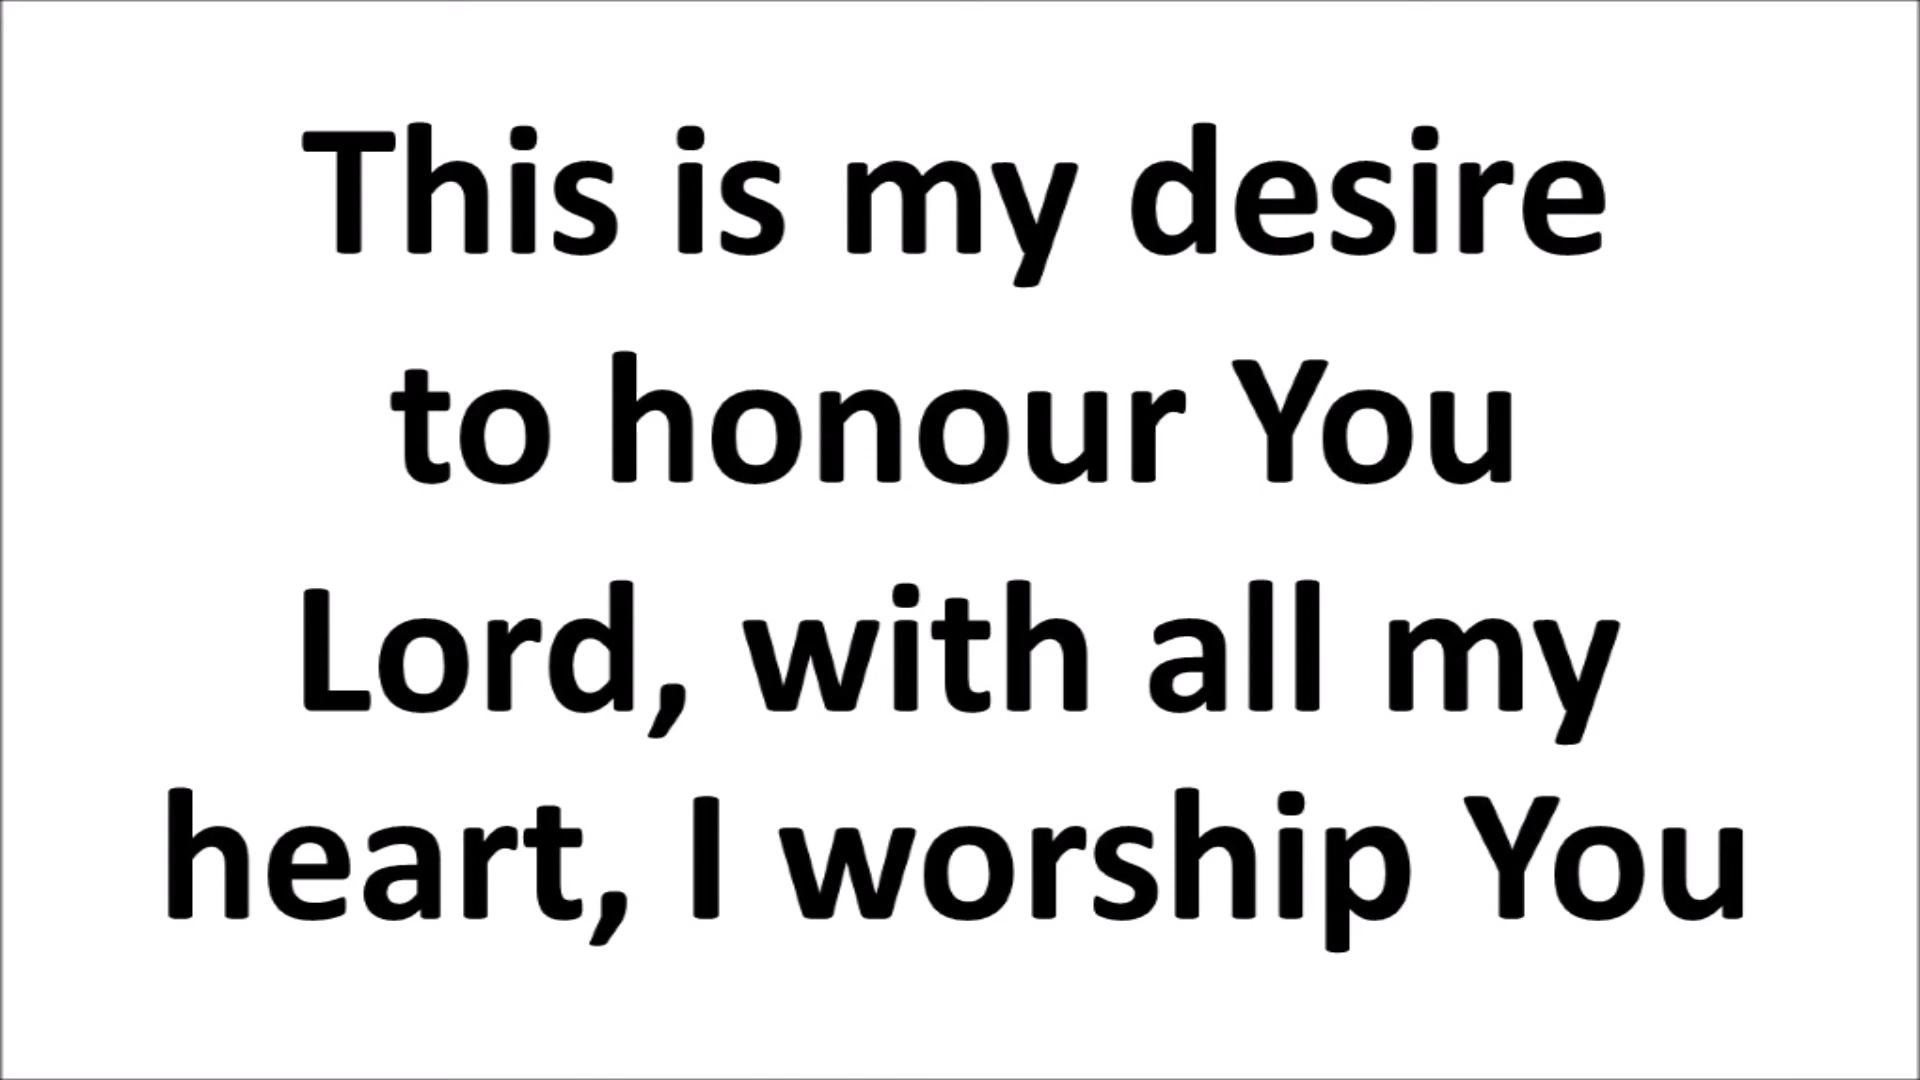 This is my desire
to honour You
Lord, with all my
heart, I worship You